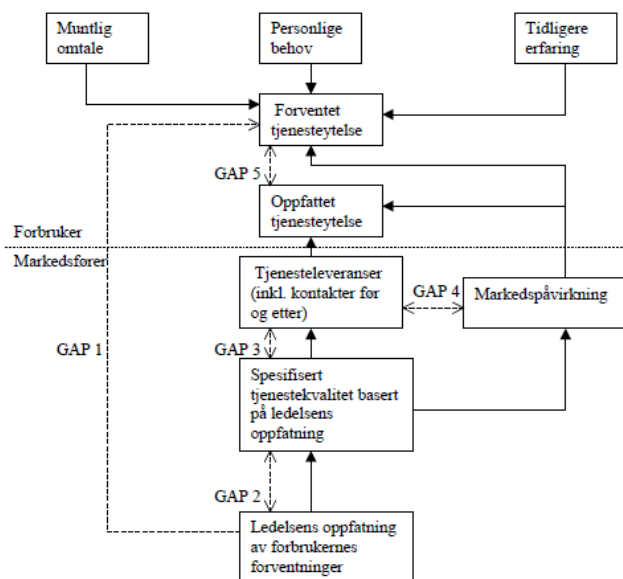 Muntlig
omtale
Personlige
behov
Tidligere
erfaring
Forventet
tjenesteytelse
GAP 5
Oppfattet
tjenesteytelse
Forbruker
Markedsfører
Tjenesteleveranser
(inkl. kontakter før
og etter)
GAP 4
Markedspåvirkning
GAP 1
GAP 3
Spesifisert
tjenestekvalitet basert
på ledelsens
oppfatning
GAP 2
Ledelsens oppfatning
av forbrukernes
forventninger